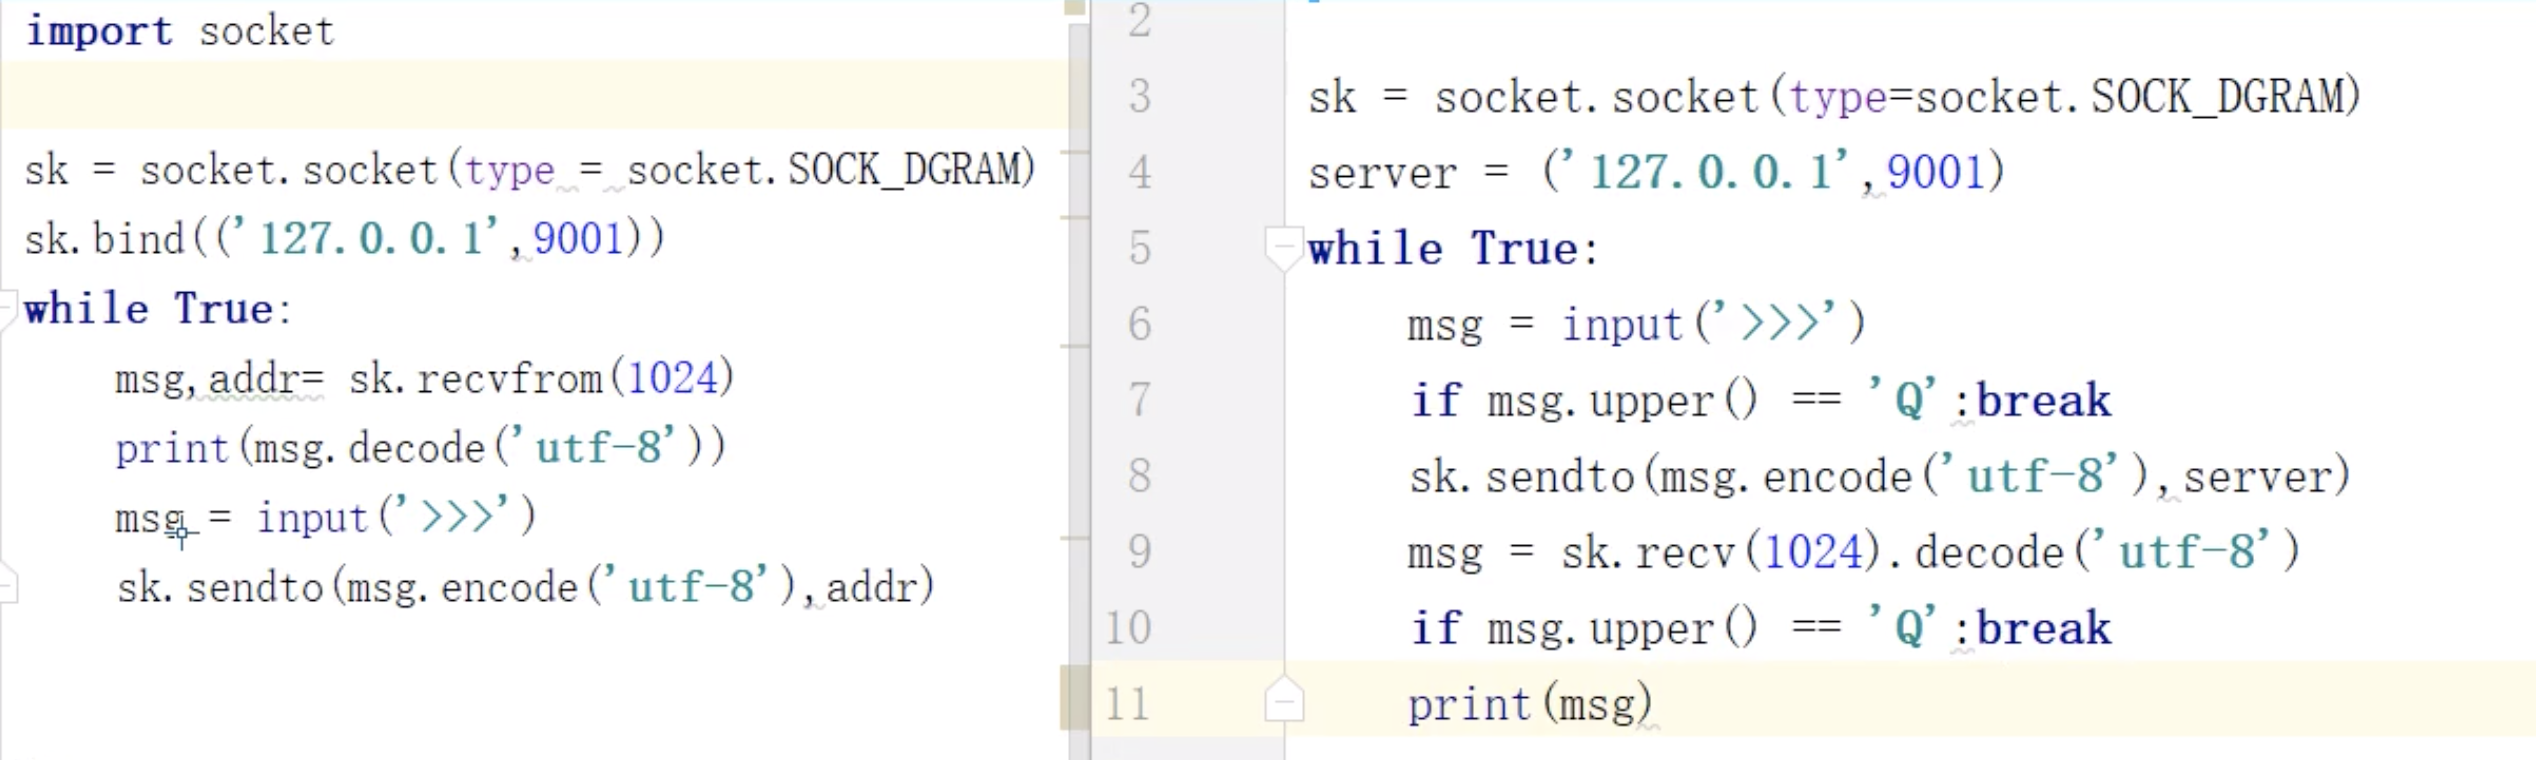 import socket
sk = socket.socket(type = socket.SOCK_DGRAM)
sk.bind(('127.0.0.1',9001))
while True:
    msg,addr= sk.recvfrom(1024)
    print(msg.decode('utf-8'))
    msg = input('>>>')
    sk.sendto(msg.encode('utf-8'),addr)
2
3 sk = socket.socket(type=socket.SOCK_DGRAM)
4 server = ('127.0.0.1',9001)
5 while True:
6     msg = input('>>>')
7     if msg.upper() == 'Q':break
8     sk.sendto(msg.encode('utf-8'),server)
9     msg = sk.recv(1024).decode('utf-8')
10     if msg.upper() == 'Q':break
11     print(msg)